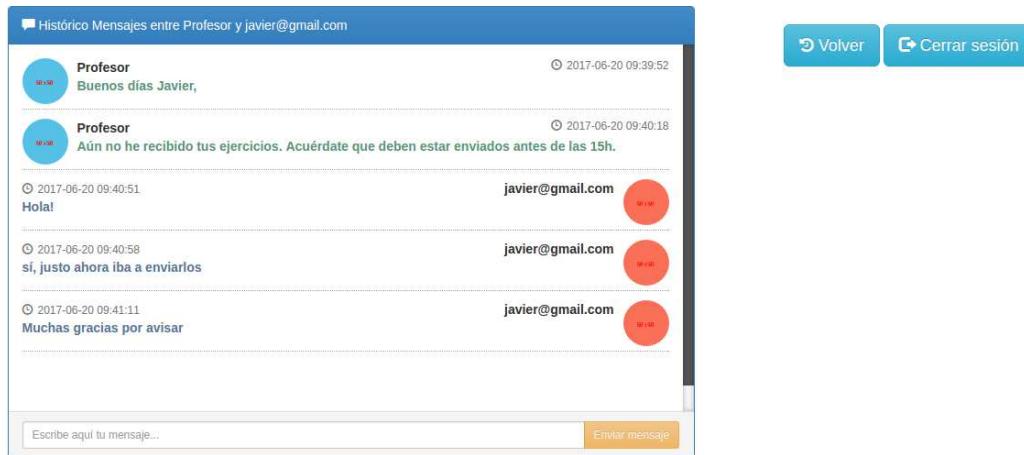 Histórico Mensajes entre Profesor y javier@gmail.com
Volver
Cerrar sesión
Profesor
2017-06-20 09:39:52
Buenos días Javier,
Profesor
2017-06-20 09:40:18
Aún no he recibido tus ejercicios. Acuérdate que deben estar enviados antes de las 15h.
2017-06-20 09:40:51
javier@gmail.com
Hola!
2017-06-20 09:40:58
javier@gmail.com
sí, justo ahora iba a enviarlos
2017-06-20 09:41:11
javier@gmail.com
Muchas gracias por avisar
Escribe aquí tu mensaje...
Enviar mensaje